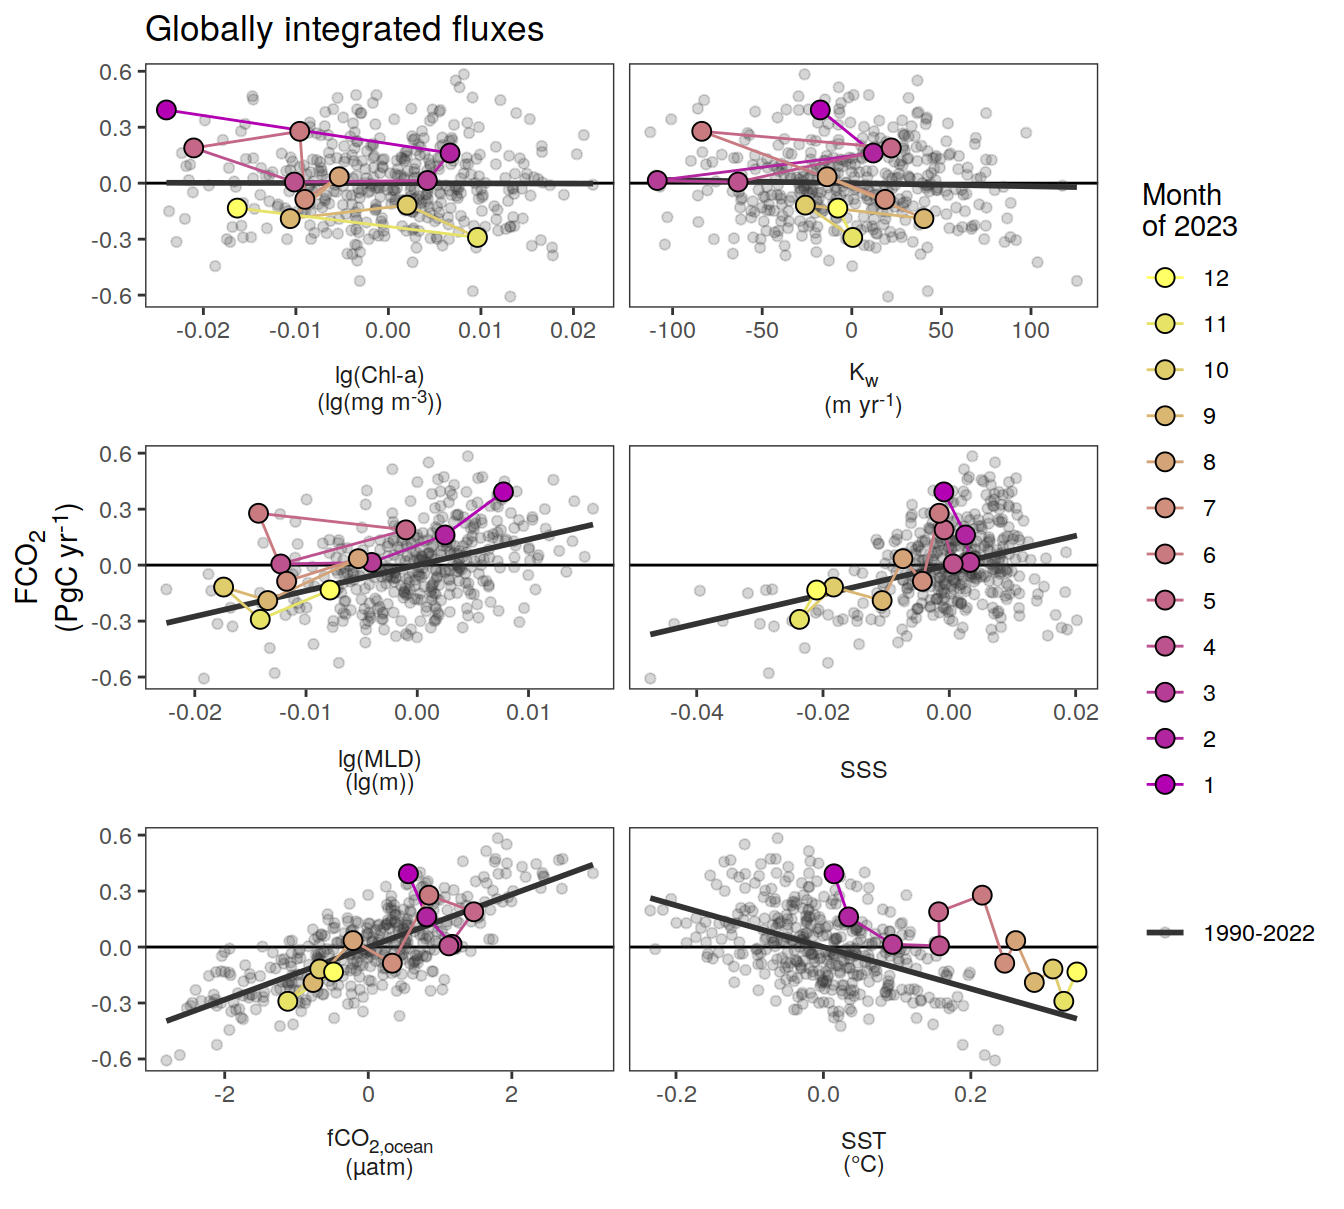 Globally integrated fluxes
FCO2
(PgC yr-1)
0.6
0.3
0.0
-0.3
-0.6
-0.02 -0.01 0.00 0.01 0.02
lg(Chl-a)
(lg(mg m-3))
-100 -50 0 50 100
Kw
(m yr-1)
0.6
0.3
0.0
-0.3
-0.6
-0.02 -0.01 0.00 0.01
lg(MLD)
(lg(m))
-0.04 -0.02 0.00 0.02
SSS
0.6
0.3
0.0
-0.3
-0.6
-2 0 2
fCO2,ocean
(µatm)
-0.2 0.0 0.2
SST
(°C)
Month
of 2023
12
11
10
9
8
7
6
5
4
3
2
1
1990-2022